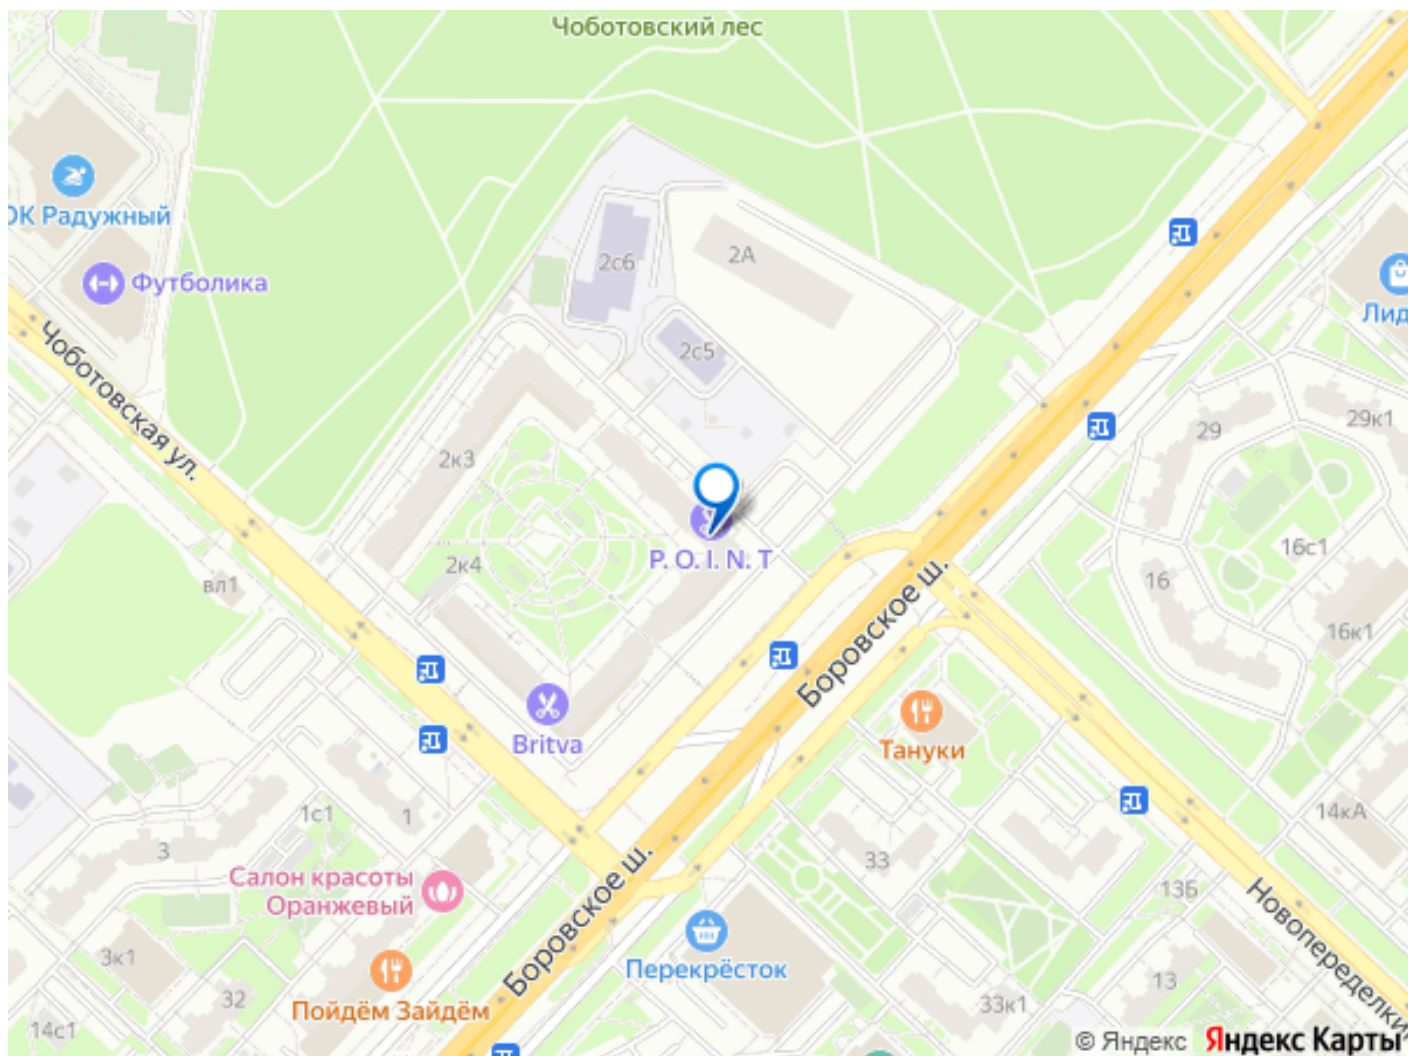 Чоботовский лес
ОК Радужный
Футболика
2с6
2А
Лид
2с5
Чоботовская ул.
29к1
29
2к3
P. O. I. N. T
16с1
2к4
вл1
16
Боровское ш.
16к1
Тануки
Britva
1с1
1
14кА
3
33
Салон красоты
Оранжевый
13Б
Боровское ш.
Новопеределки
3к1
Перекрёсток
13
32
Пойдём Зайдём
33к1
14с1
© Яндекс Яндекс Карты